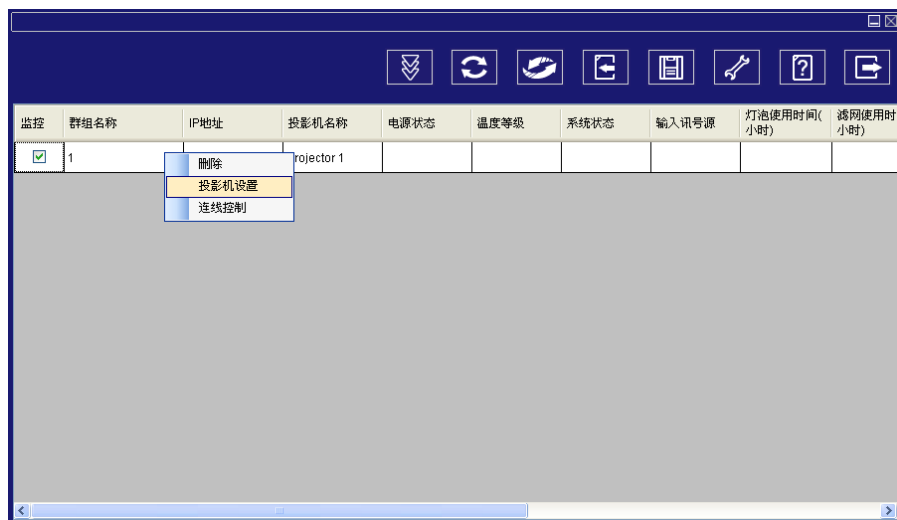 监控 群组名称 IP地址 投影机名称 电源状态 温度等级 系统状态 输入讯号源 灯泡使用时间( 滤网使用时
小时) 小时)
1 rojector 1
删除
投影机设置
连线控制